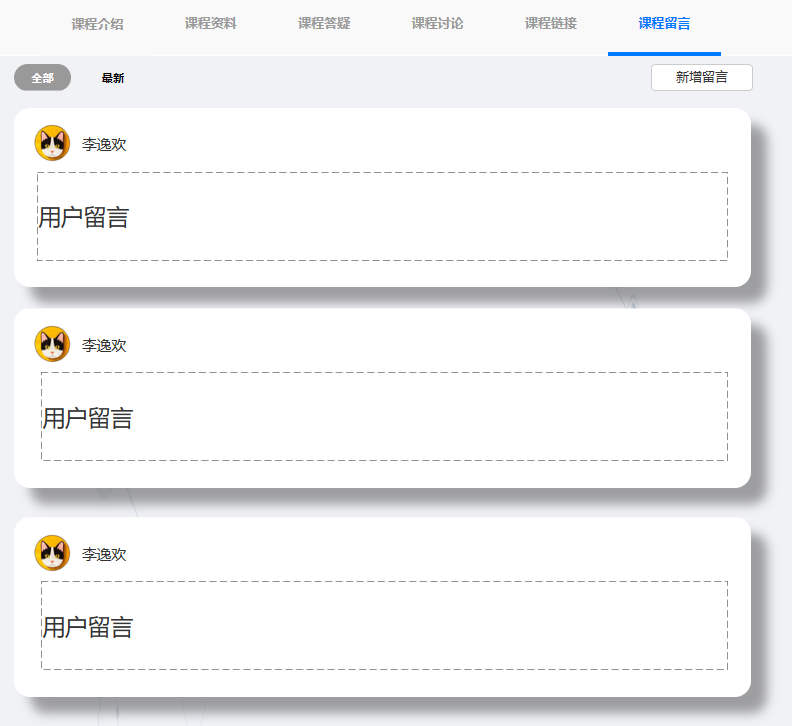 课程介绍 课程资料 课程答疑 课程讨论 课程链接 课程留言
全部 最新 新增留言
李逸欢
用户留言
李逸欢
用户留言
李逸欢
用户留言